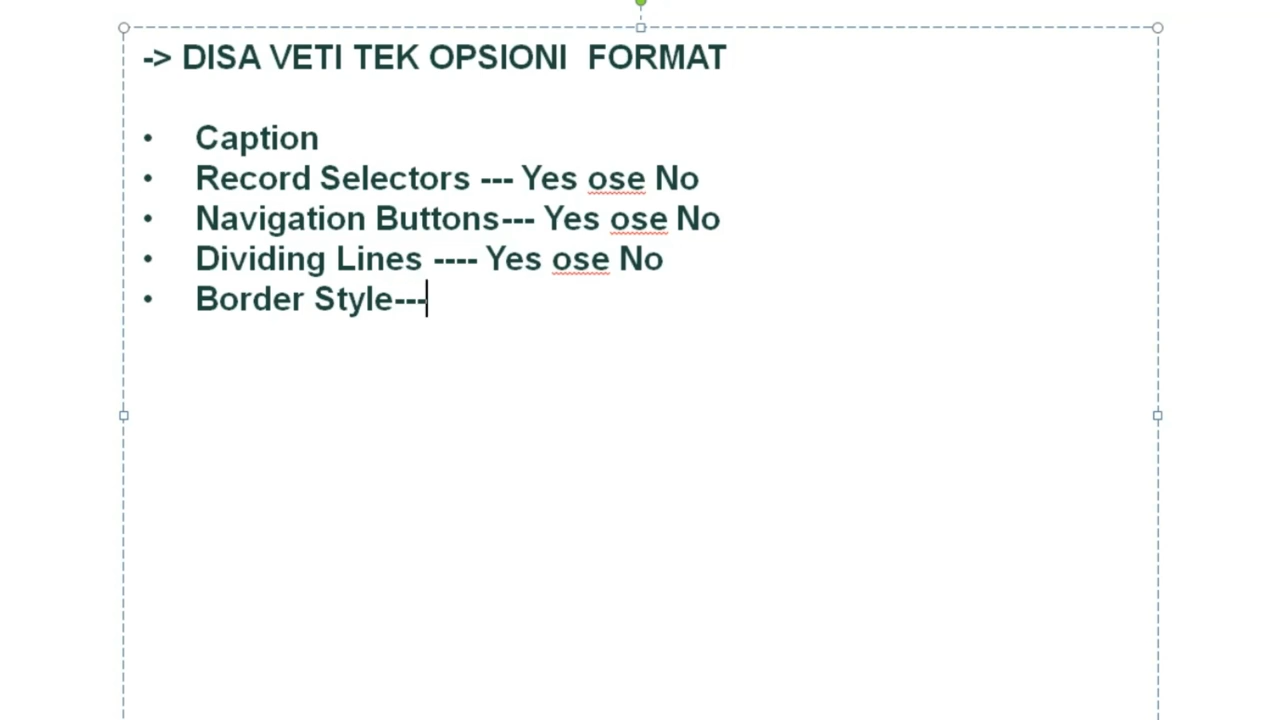 -> DISA VETI TEK OPSIONI  FORMAT
• Caption
• Record Selectors --- Yes ose No
• Navigation Buttons--- Yes ose No
• Dividing Lines ---- Yes ose No
• Border Style---